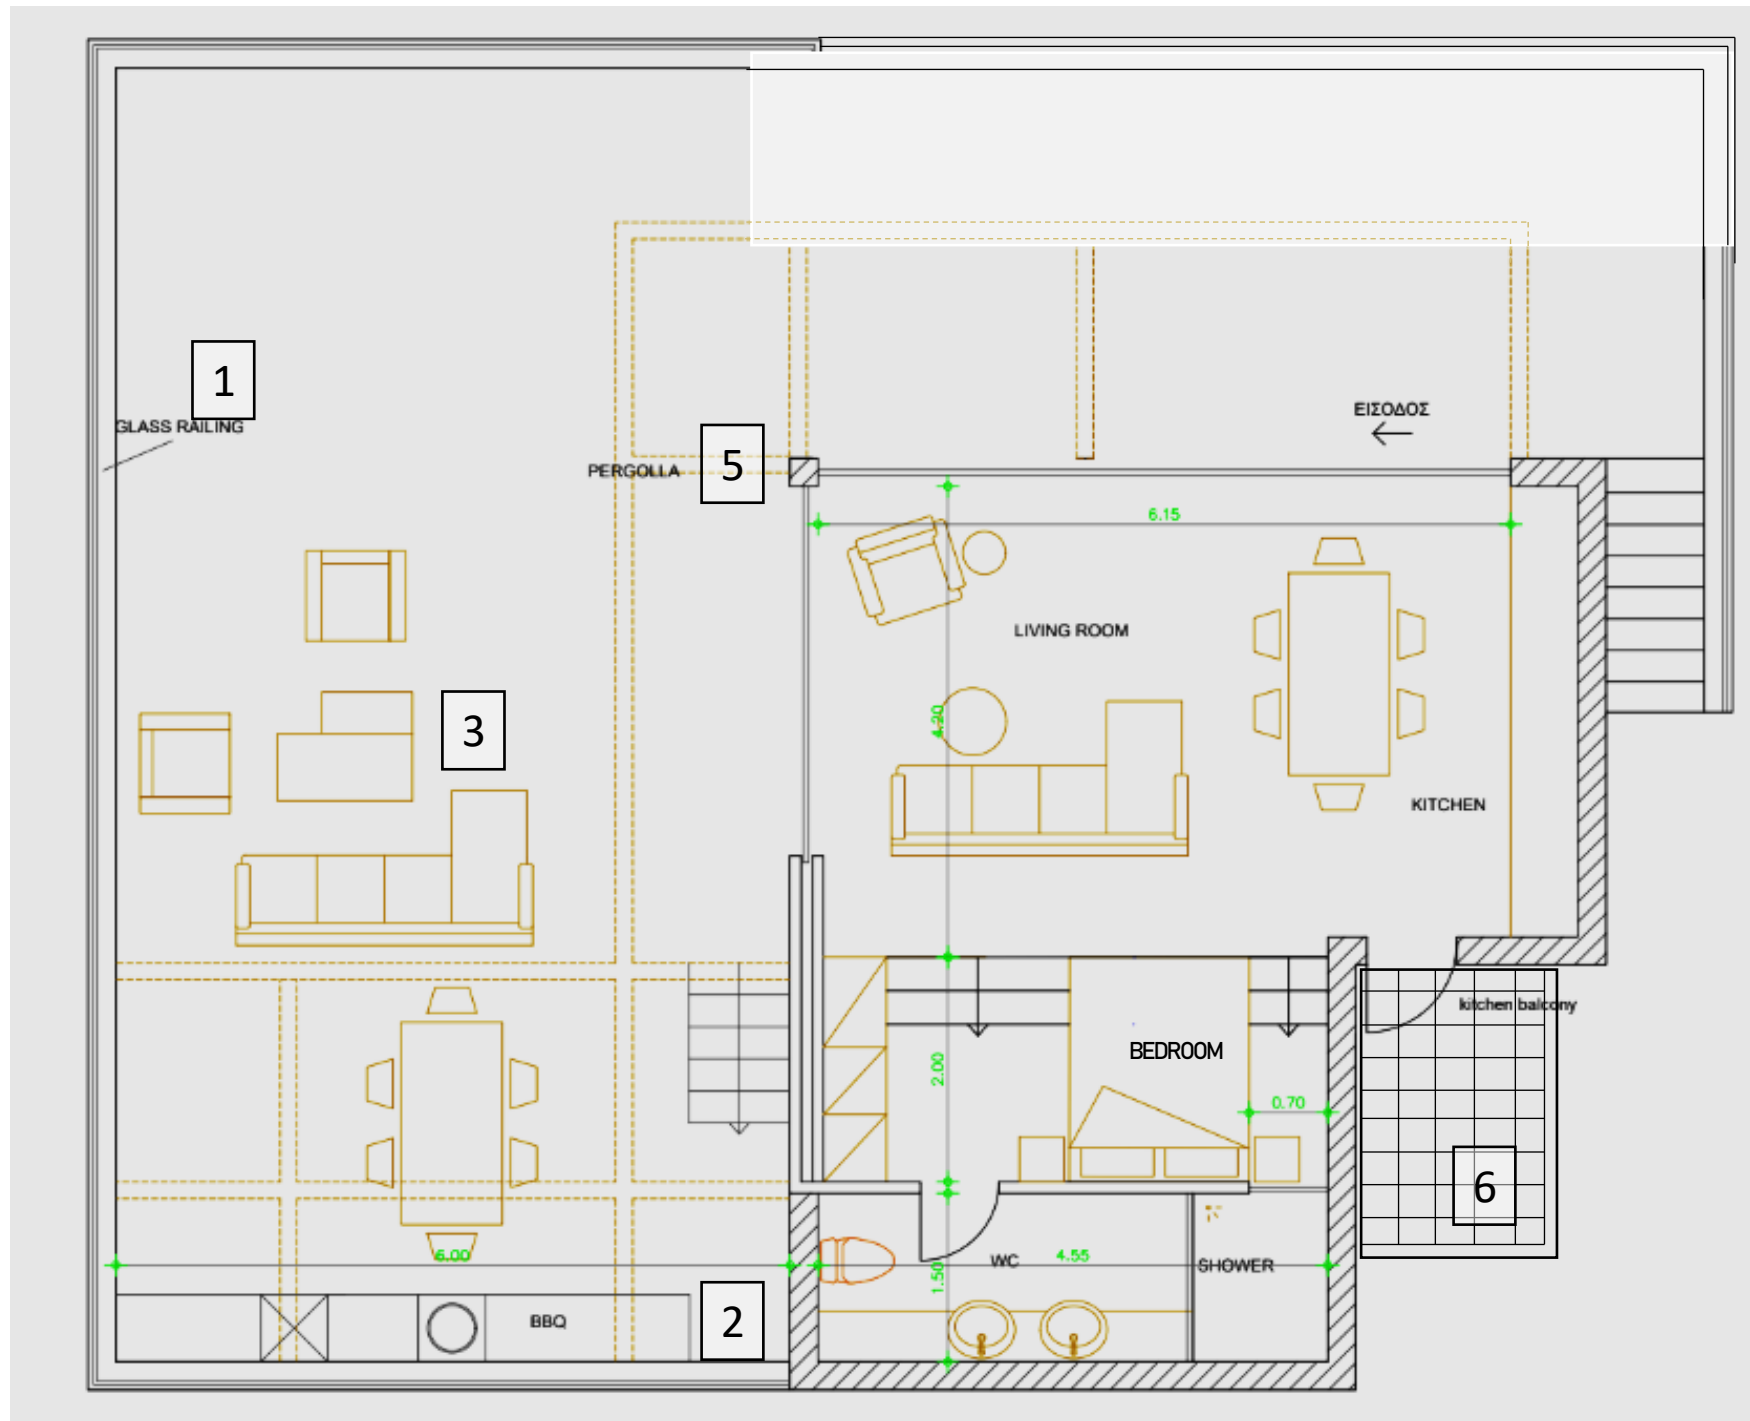 1
GLASS RAILING
ΕΙΣΟΔΟΣ
PERGOLLA
5
6.15
LIVING ROOM
3
4.20
KITCHEN
kitchen balcony
BEDROOM
2.00
0.70
6
6.00
WC
4.55
SHOWER
1.50
BBQ
2